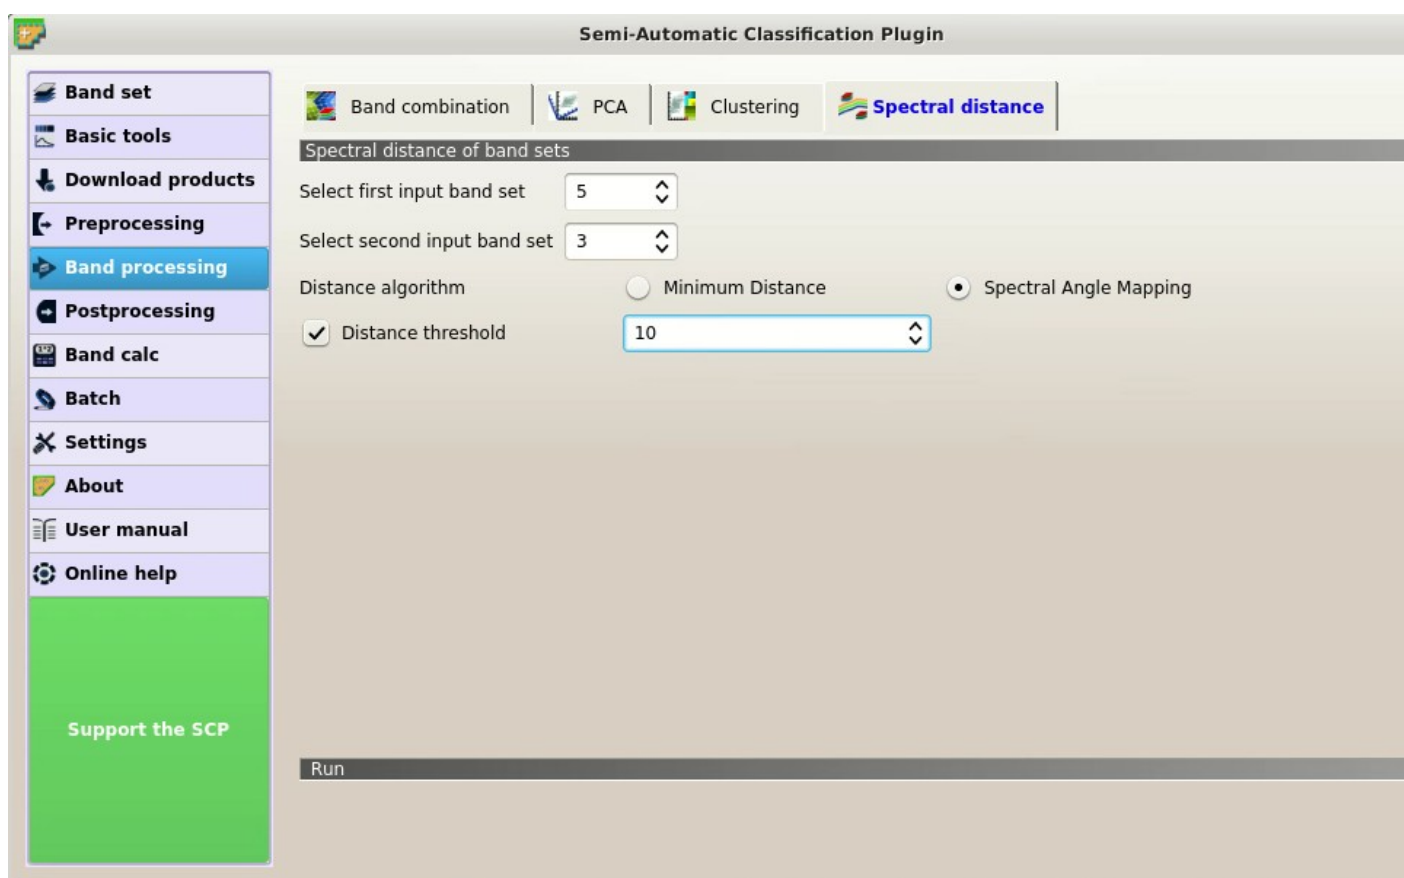 Semi-Automatic Classification Plugin
Band set
Basic tools
Download products
Preprocessing
Band processing
Postprocessing
Band calc
Batch
Settings
About
User manual
Online help
Support the SCP
Band combination PCA Clustering Spectral distance
Spectral distance of band sets
Select first input band set 5
Select second input band set 3
Distance algorithm Minimum Distance Spectral Angle Mapping
Distance threshold 10
Run